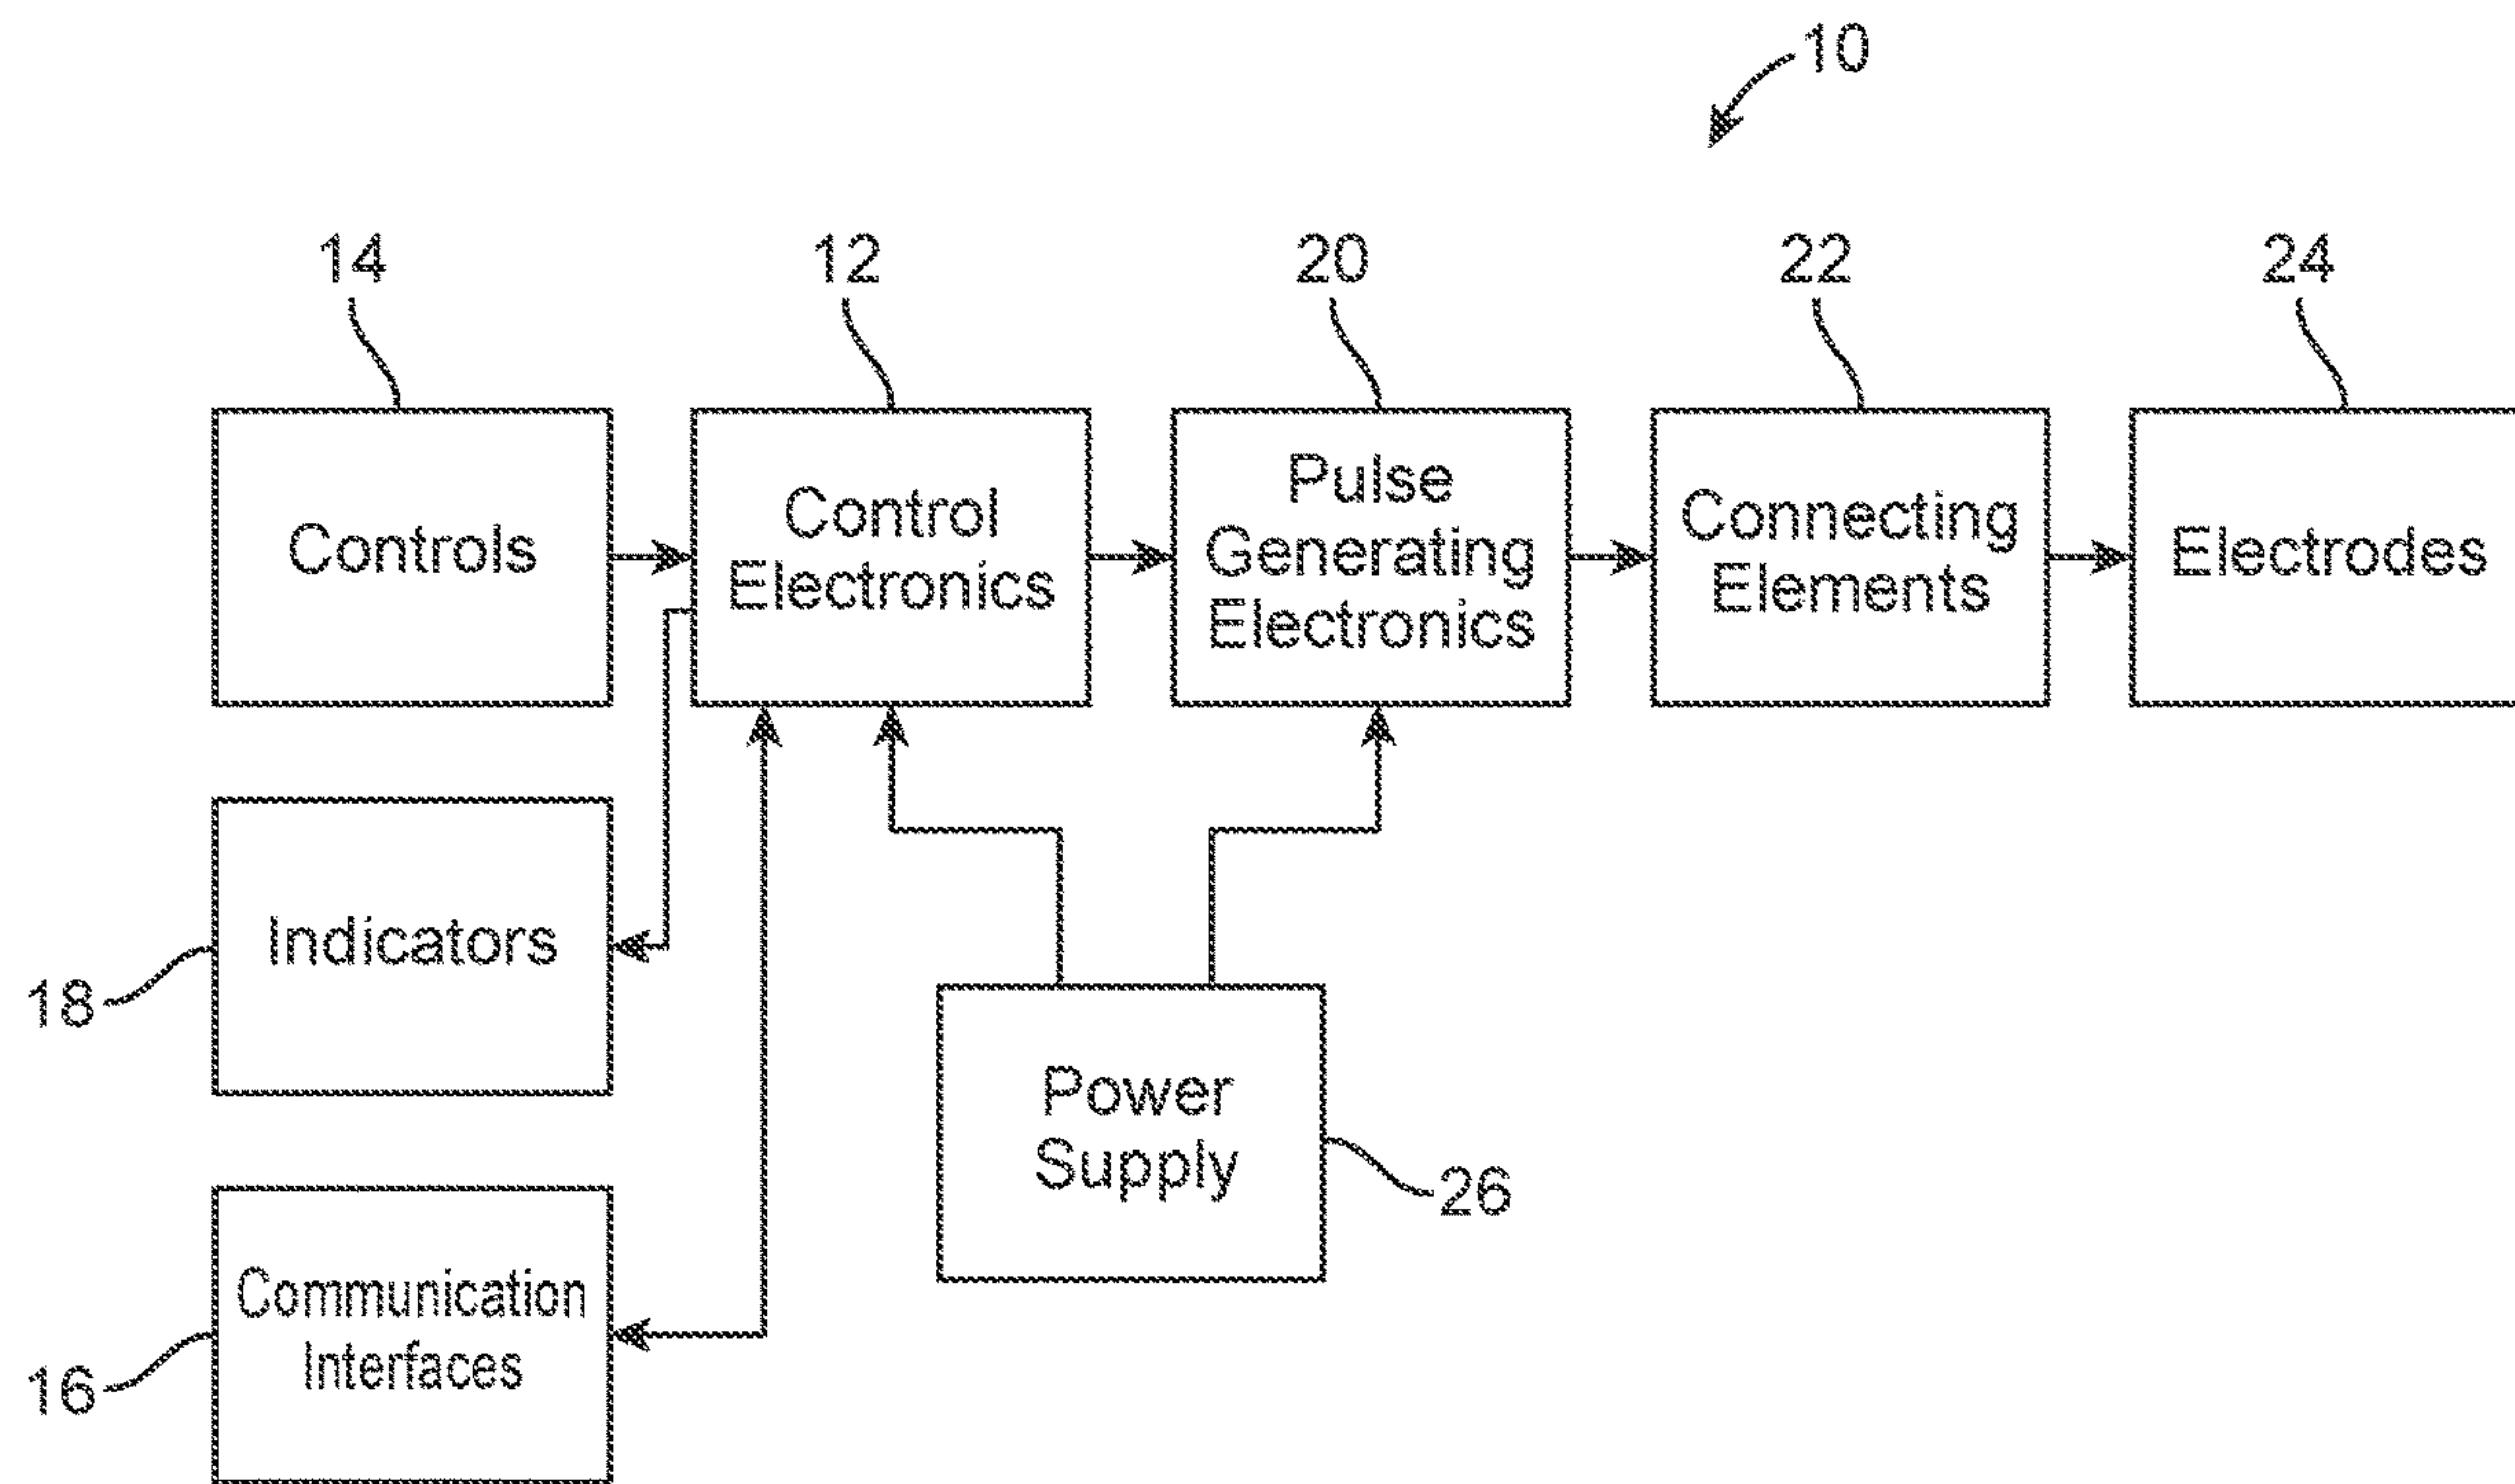 10
14
12
20
22
24
Controls
Control
Electronics
Pulse
Generating
Electronics
Connecting
Elements
Electrodes
Indicators
18
Power
Supply
26
Communication
Interfaces
16